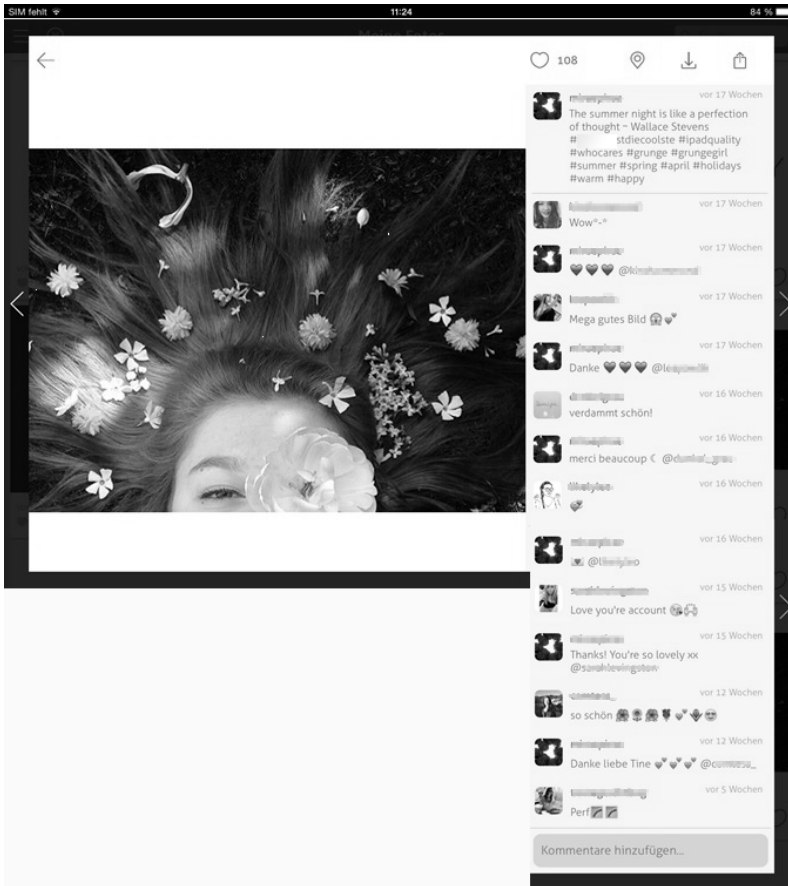 SIM fehlt
11:24
84 %
Meine Fotos
108
vor 17 Wochen
The summer night is like a perfection
of thought ~ Wallace Stevens
# stdiecoolste #ipadquality
#whocares #grunge #grungegirl
#summer #spring #april #holidays
#warm #happy
vor 17 Wochen
Wow*-*
vor 17 Wochen
vor 17 Wochen
Mega gutes Bild
vor 17 Wochen
Danke
vor 16 Wochen
verdammt schön!
vor 16 Wochen
merci beaucoup ☾
vor 16 Wochen
vor 16 Wochen
vor 15 Wochen
Love you're account
vor 15 Wochen
Thanks! You're so lovely xx
vor 12 Wochen
so schön
vor 12 Wochen
Danke liebe Tine
vor 5 Wochen
Perf
Kommentare hinzufügen...